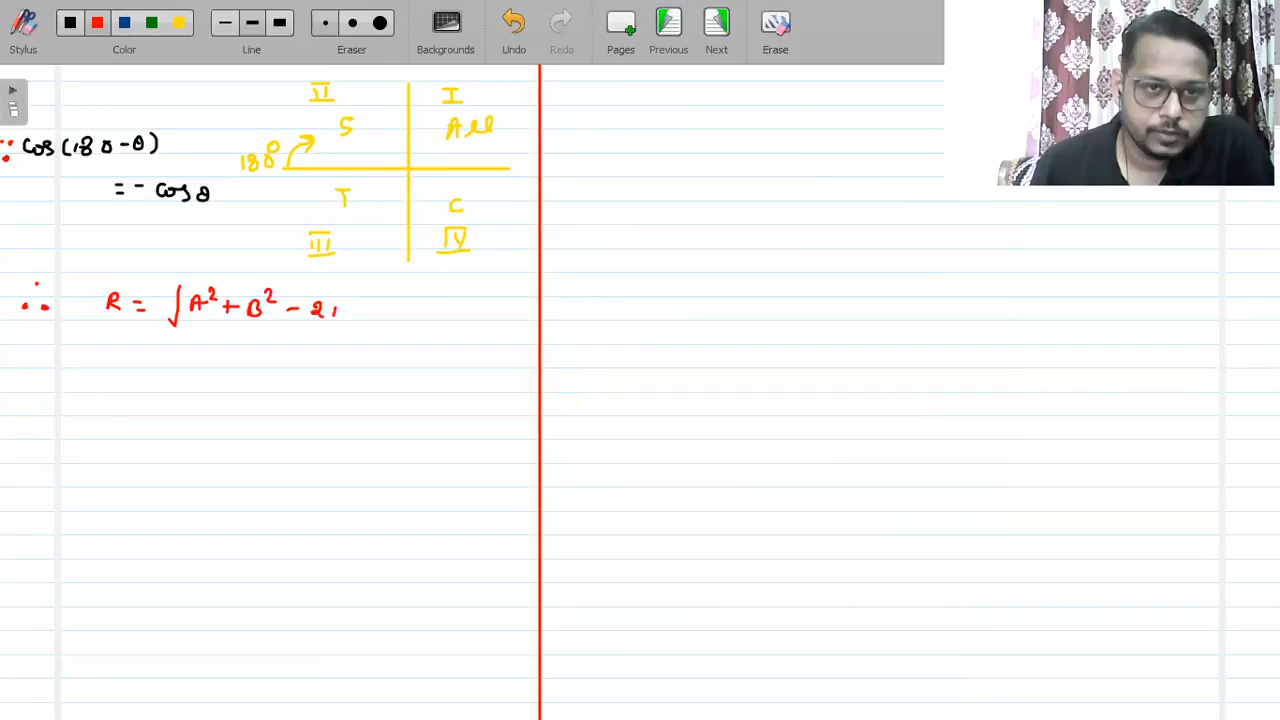 Stylus Color Line Eraser Backgrounds Undo Redo Pages Previous Next Erase
II I
S All
∵ cos(180-θ) 180°
= - cosθ T C
III IV
∴ R = √A²+B²-2